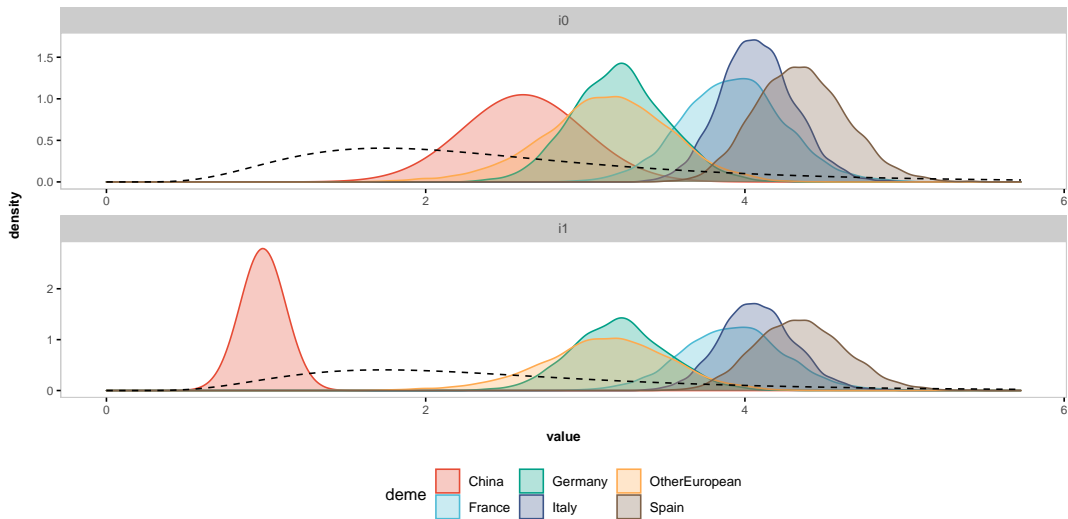 i0
1.5
1.0
0.5
0.0
0 2 4 6
i1
2
1
0
0 2 4 6
density
value
deme
China Germany OtherEuropean
France Italy Spain